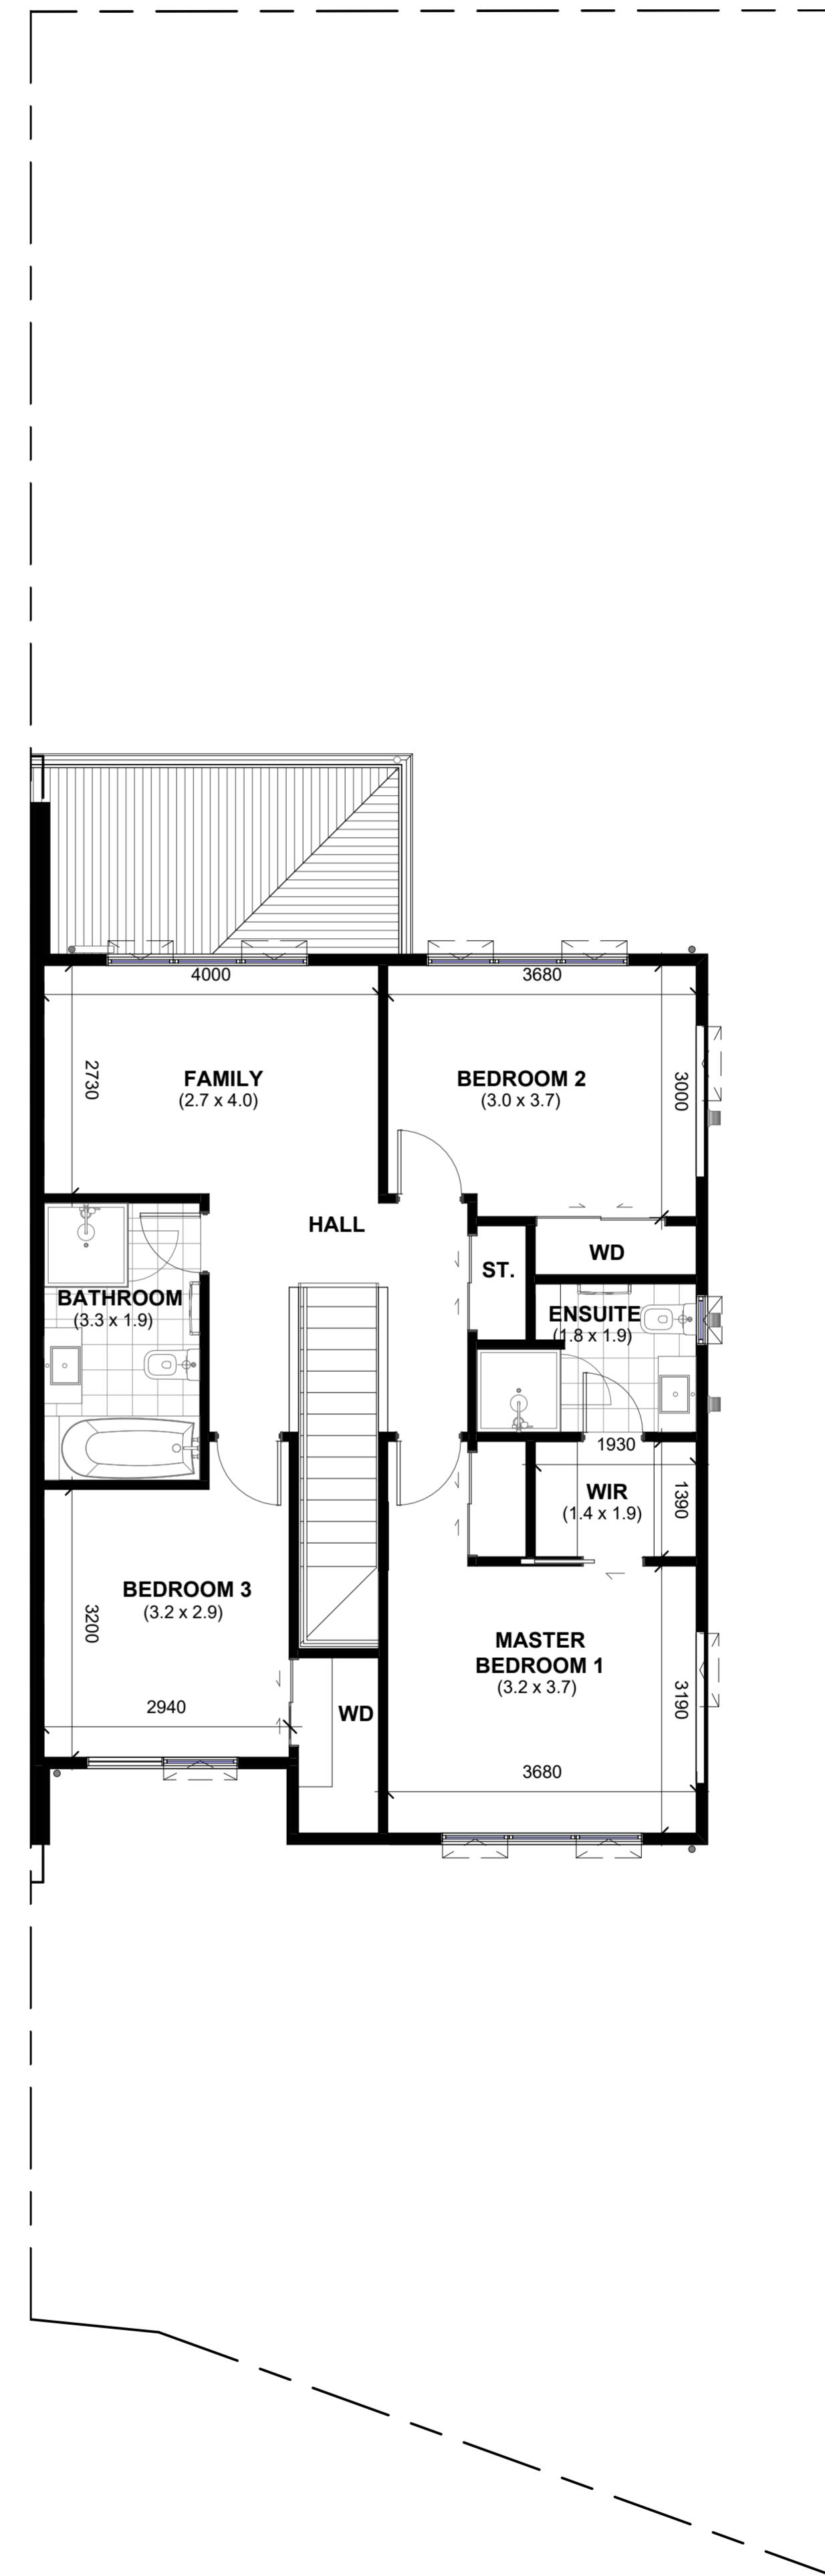 4000
3680
2730
FAMILY
(2.7 x 4.0)
BEDROOM 2
(3.0 x 3.7)
3000
HALL
ST.
WD
BATHROOM
(3.3 x 1.9)
ENSUITE
(1.8 x 1.9)
1930
WIR
(1.4 x 1.9)
1390
BEDROOM 3
(3.2 x 2.9)
3200
MASTER
BEDROOM 1
(3.2 x 3.7)
3190
2940
WD
3680